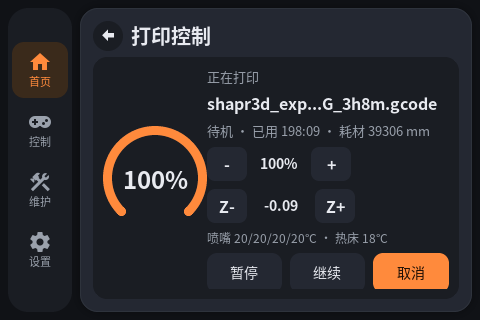 打印控制
首页
控制
维护
设置
正在打印
shapr3d_exp...G_3h8m.gcode
待机 · 已用 198:09 · 耗材 39306 mm
100%
- 100% +
Z- -0.09 Z+
喷嘴 20/20/20/20℃ · 热床 18℃
暂停 继续 取消